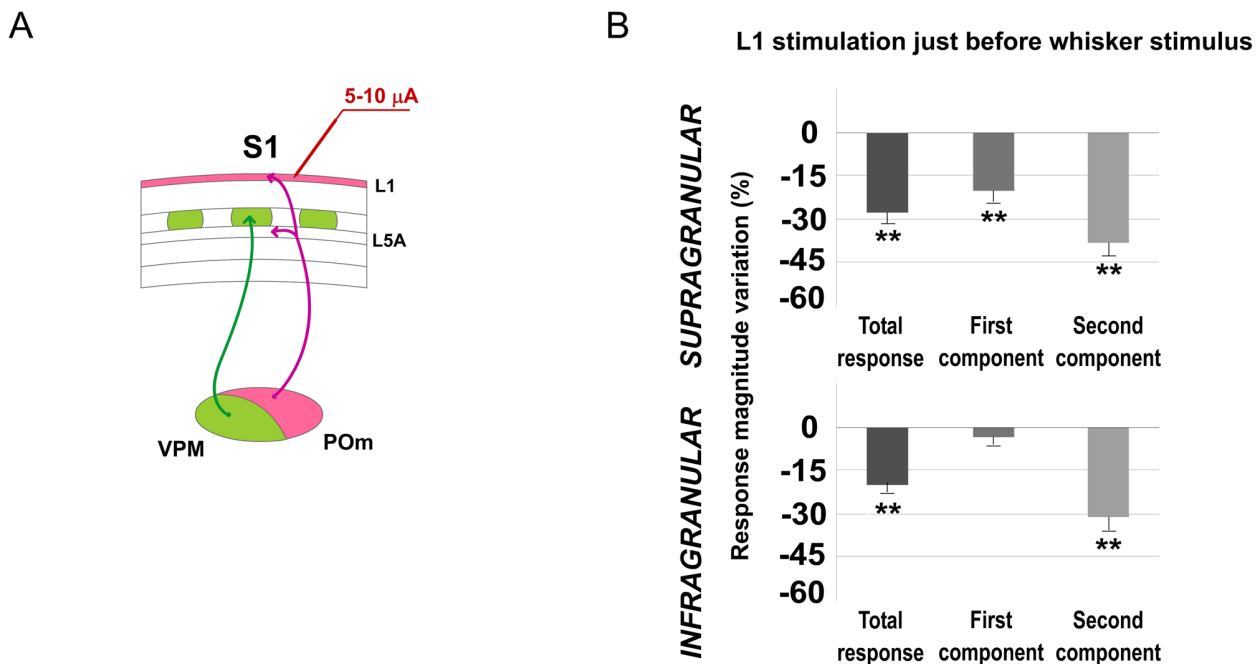 A
5-10 μA
S1
L1
L5A
VPM
POm
B
L1 stimulation just before whisker stimulus
SUPRAGRANULAR
INFRAGRANULAR
Response magnitude variation (%)
0
-15
-30
-45
-60
**
**
**
Total
response
First
component
Second
component
0
-15
-30
-45
-60
**
**
Total
response
First
component
Second
component